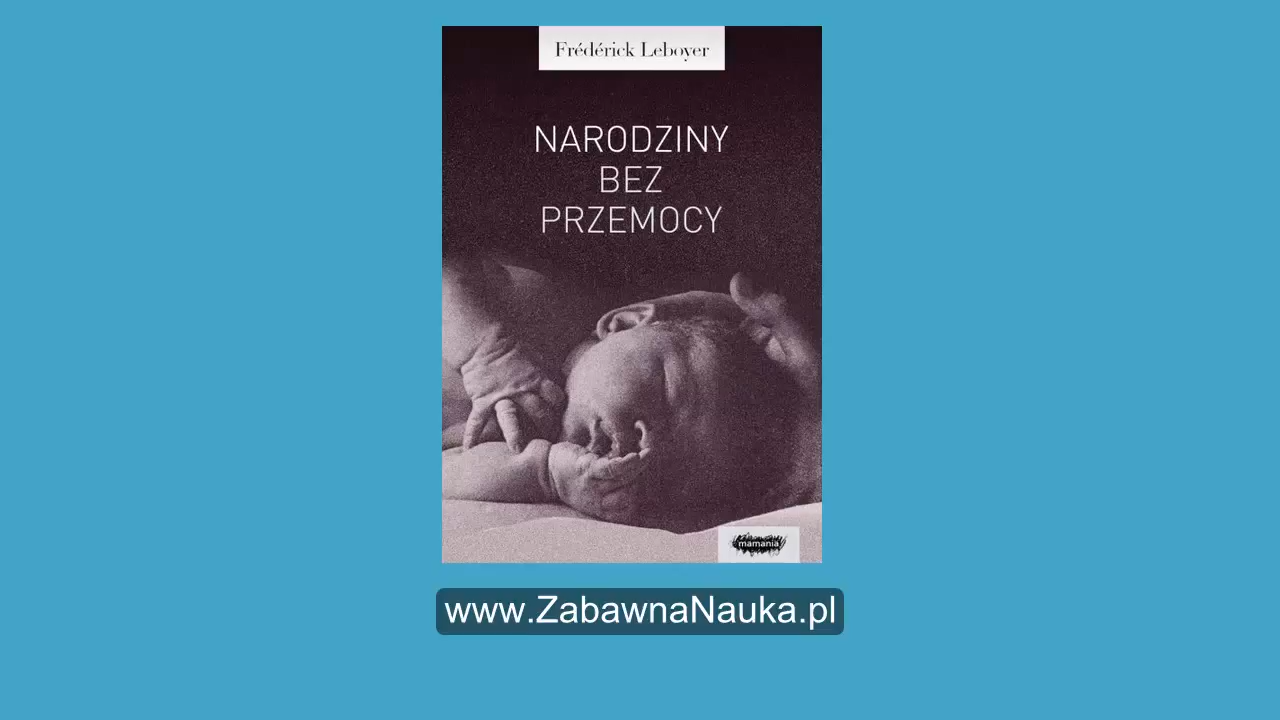 Frédérick Leboyer
NARODZINY
BEZ
PRZEMOCY
mamania
www.ZabawnaNauka.pl